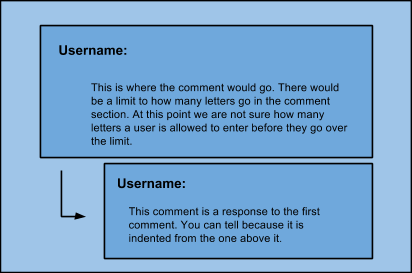 Username:
This is where the comment would go. There would
be a limit to how many letters go in the comment
section. At this point we are not sure how many
letters a user is allowed to enter before they go over
the limit.
Username:
This comment is a response to the first
comment. You can tell because it is
indented from the one above it.